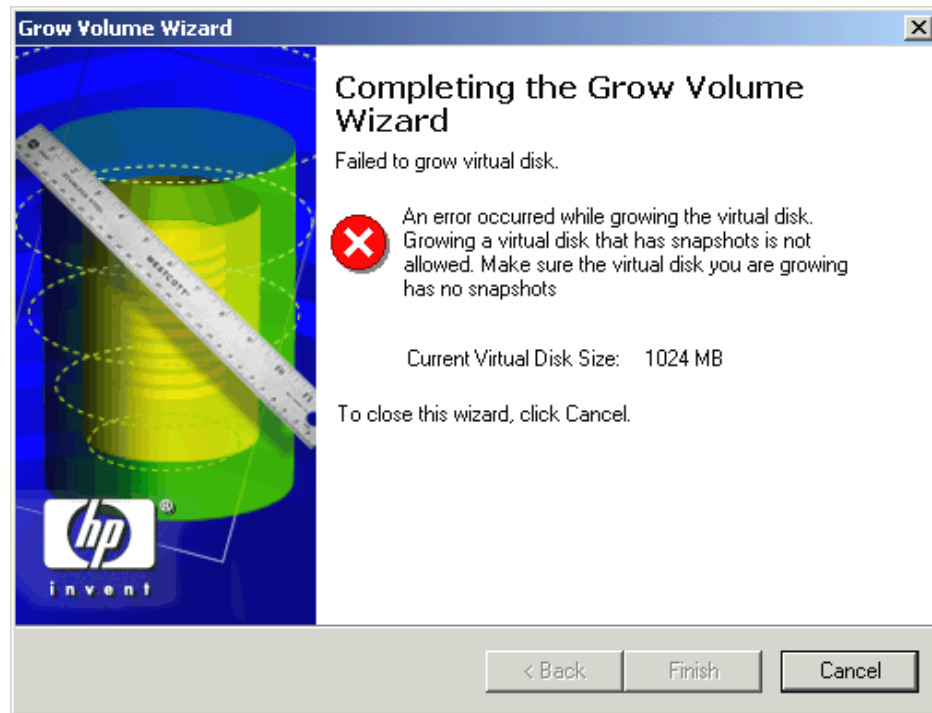 Grow Volume Wizard
Completing the Grow Volume
Wizard
Failed to grow virtual disk.
An error occurred while growing the virtual disk.
Growing a virtual disk that has snapshots is not
allowed. Make sure the virtual disk you are growing
has no snapshots
Current Virtual Disk Size: 1024 MB
To close this wizard, click Cancel.
WESTCOTT
hp
®
invent
< Back
Finish
Cancel